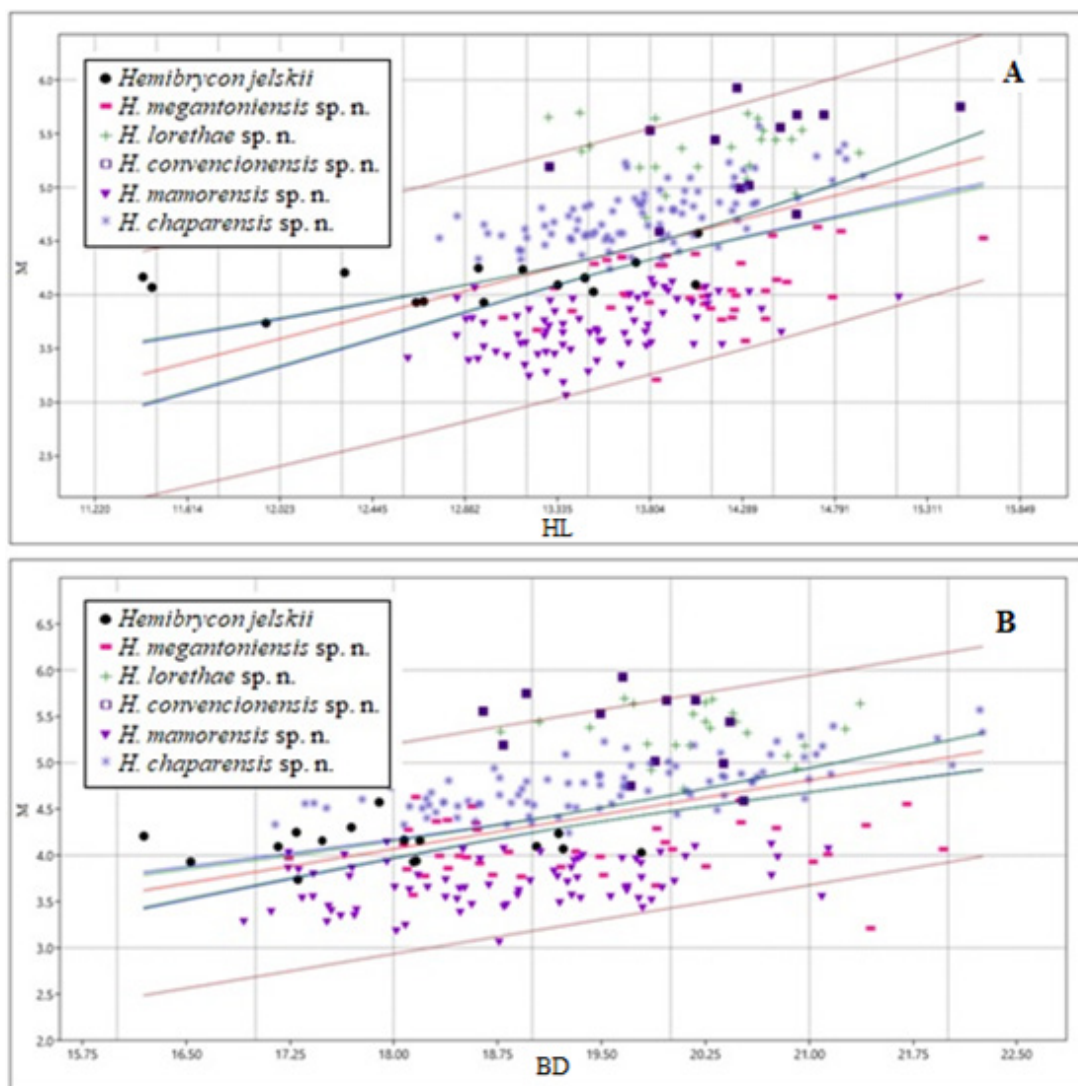 A
Hemibrycon jelskii
H. megantoniensis sp. n.
H. lorethae sp. n.
H. convencionensis sp. n.
H. mamorensis sp. n.
H. chaparensis sp. n.
6.0
5.5
5.0
4.5
4.0
3.5
3.0
2.5
M
11.220 11.614 12.023 12.445 12.882 13.335 13.804 14.289 14.791 15.311 15.849
HL
B
Hemibrycon jelskii
H. megantoniensis sp. n.
H. lorethae sp. n.
H. convencionensis sp. n.
H. mamorensis sp. n.
H. chaparensis sp. n.
6.5
6.0
5.5
5.0
4.5
4.0
3.5
3.0
2.5
2.0
M
15.75 16.50 17.25 18.00 18.75 19.50 20.25 21.00 21.75 22.50
BD